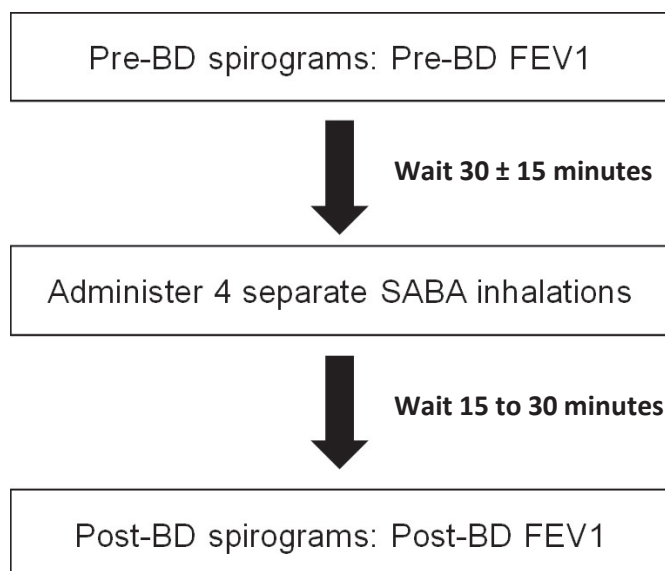 Pre-BD spirograms: Pre-BD FEV1
Wait 30 ± 15 minutes
Administer 4 separate SABA inhalations
Wait 15 to 30 minutes
Post-BD spirograms: Post-BD FEV1